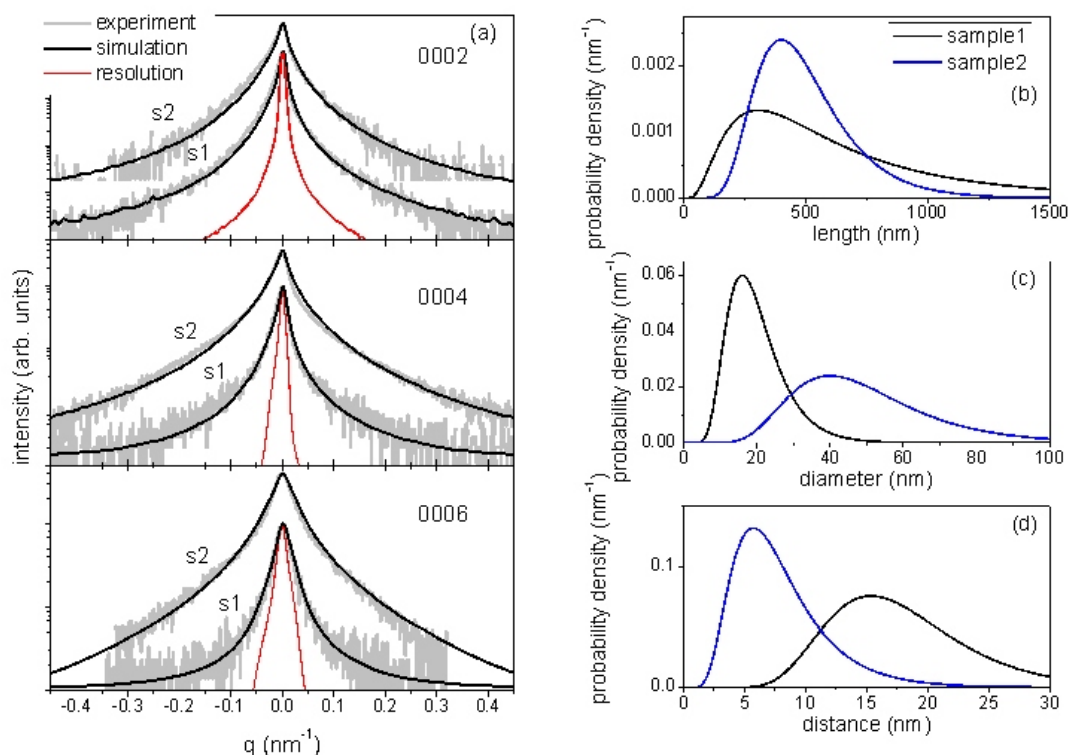 experiment
simulation
resolution
(a)
0002
s2
s1
0004
s2
s1
0006
s2
s1
intensity (arb. units)
-0.4 -0.3 -0.2 -0.1 0.0 0.1 0.2 0.3 0.4
q (nm⁻¹)
sample1
sample2
(b)
probability density (nm⁻¹)
0.002
0.001
0.000
0 500 1000 1500
length (nm)
(c)
probability density (nm⁻¹)
0.06
0.04
0.02
0.00
0 20 40 60 80 100
diameter (nm)
(d)
probability density (nm⁻¹)
0.1
0.0
0 5 10 15 20 25 30
distance (nm)